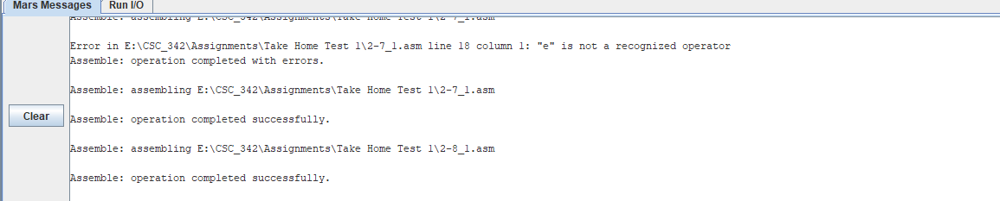 Mars Messages Run I/O
Assemble: assembling E:\CSC_342\Assignments\Take Home Test 1\2-7_1.asm
Error in E:\CSC_342\Assignments\Take Home Test 1\2-7_1.asm line 18 column 1: "e" is not a recognized operator
Assemble: operation completed with errors.
Assemble: assembling E:\CSC_342\Assignments\Take Home Test 1\2-7_1.asm
Clear
Assemble: operation completed successfully.
Assemble: assembling E:\CSC_342\Assignments\Take Home Test 1\2-8_1.asm
Assemble: operation completed successfully.